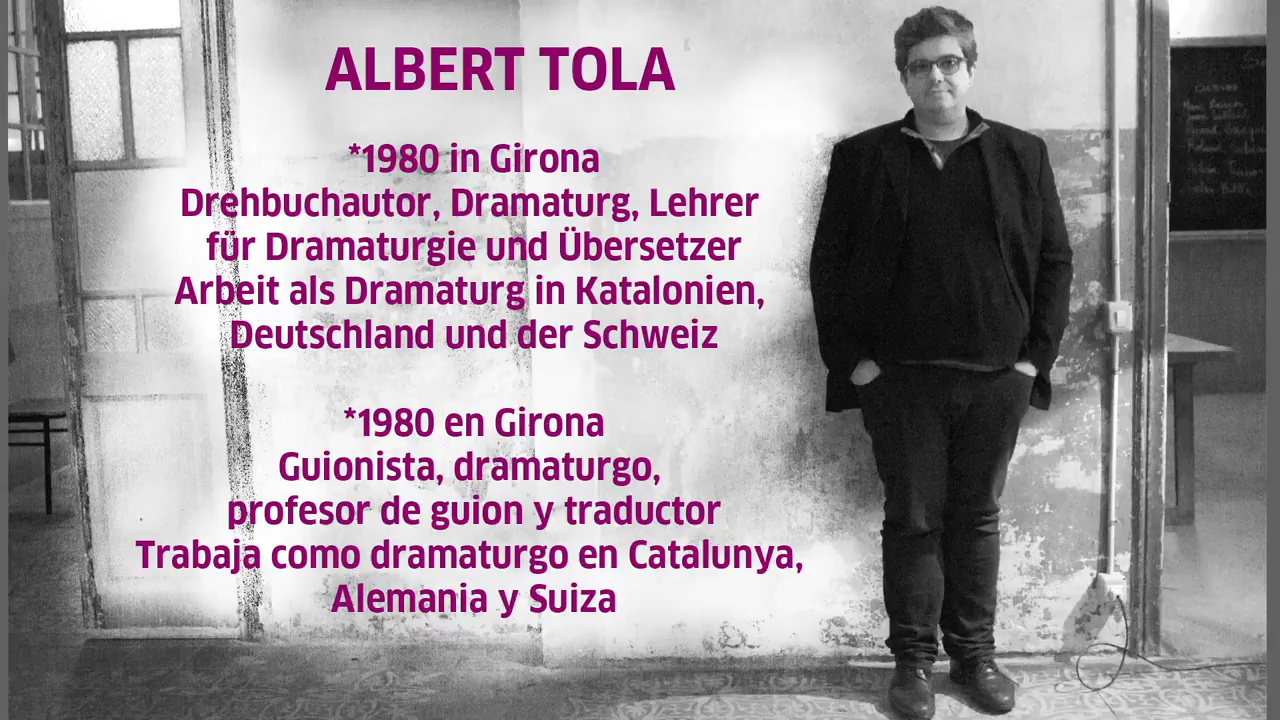 ALBERT TOLA
*1980 in Girona
Drehbuchautor, Dramaturg, Lehrer
für Dramaturgie und Übersetzer
Arbeit als Dramaturg in Katalonien,
Deutschland und der Schweiz
*1980 en Girona
Guionista, dramaturgo,
profesor de guion y traductor
Trabaja como dramaturgo en Catalunya,
Alemania y Suiza